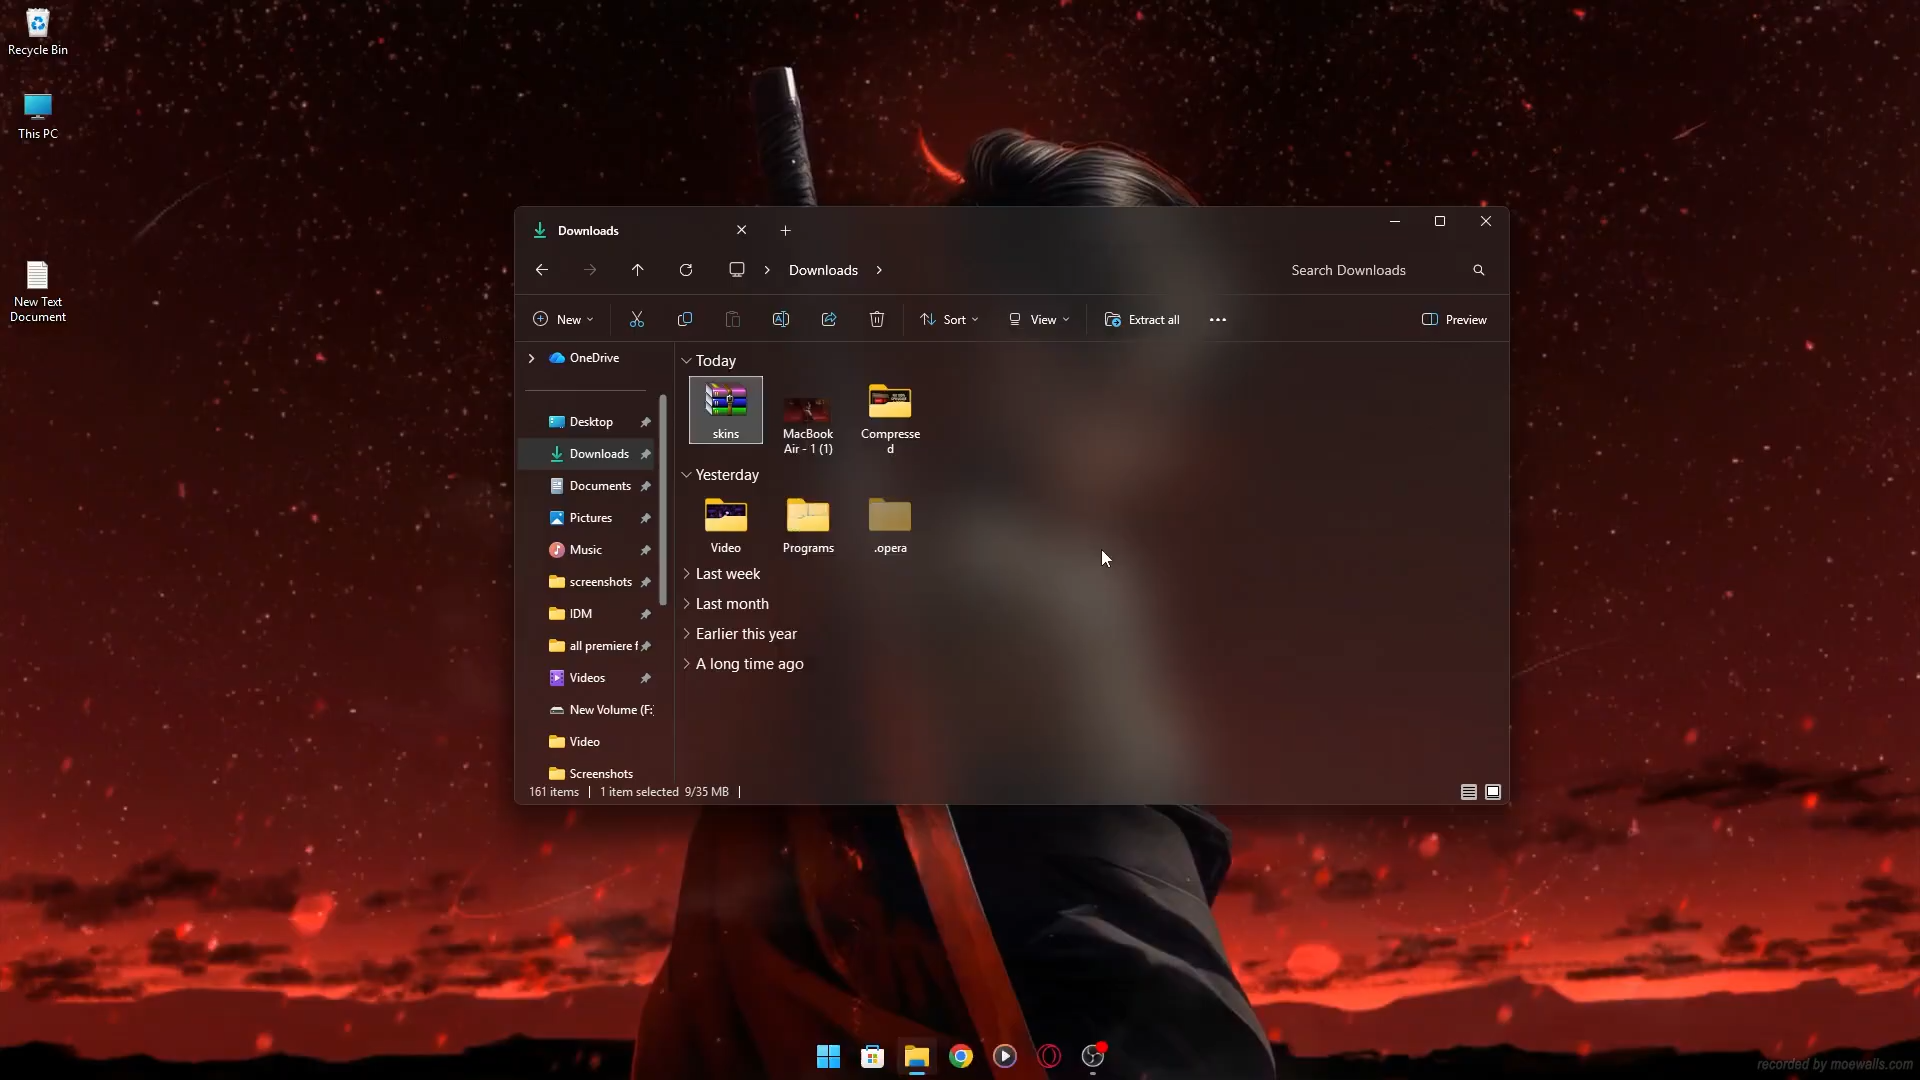 Recycle Bin
This PC
New Text
Document
Downloads
Downloads
Search Downloads
New
Sort
View
Extract all
Preview
OneDrive
Desktop
Downloads
Documents
Pictures
Music
screenshots
IDM
all premiere f
Videos
New Volume (F:)
Video
Screenshots
Today
skins
MacBook
Air - 1 (1)
Compresse
d
Yesterday
Video
Programs
.opera
Last week
Last month
Earlier this year
A long time ago
161 items
1 item selected 9/35 MB
recorded by moewalls.com